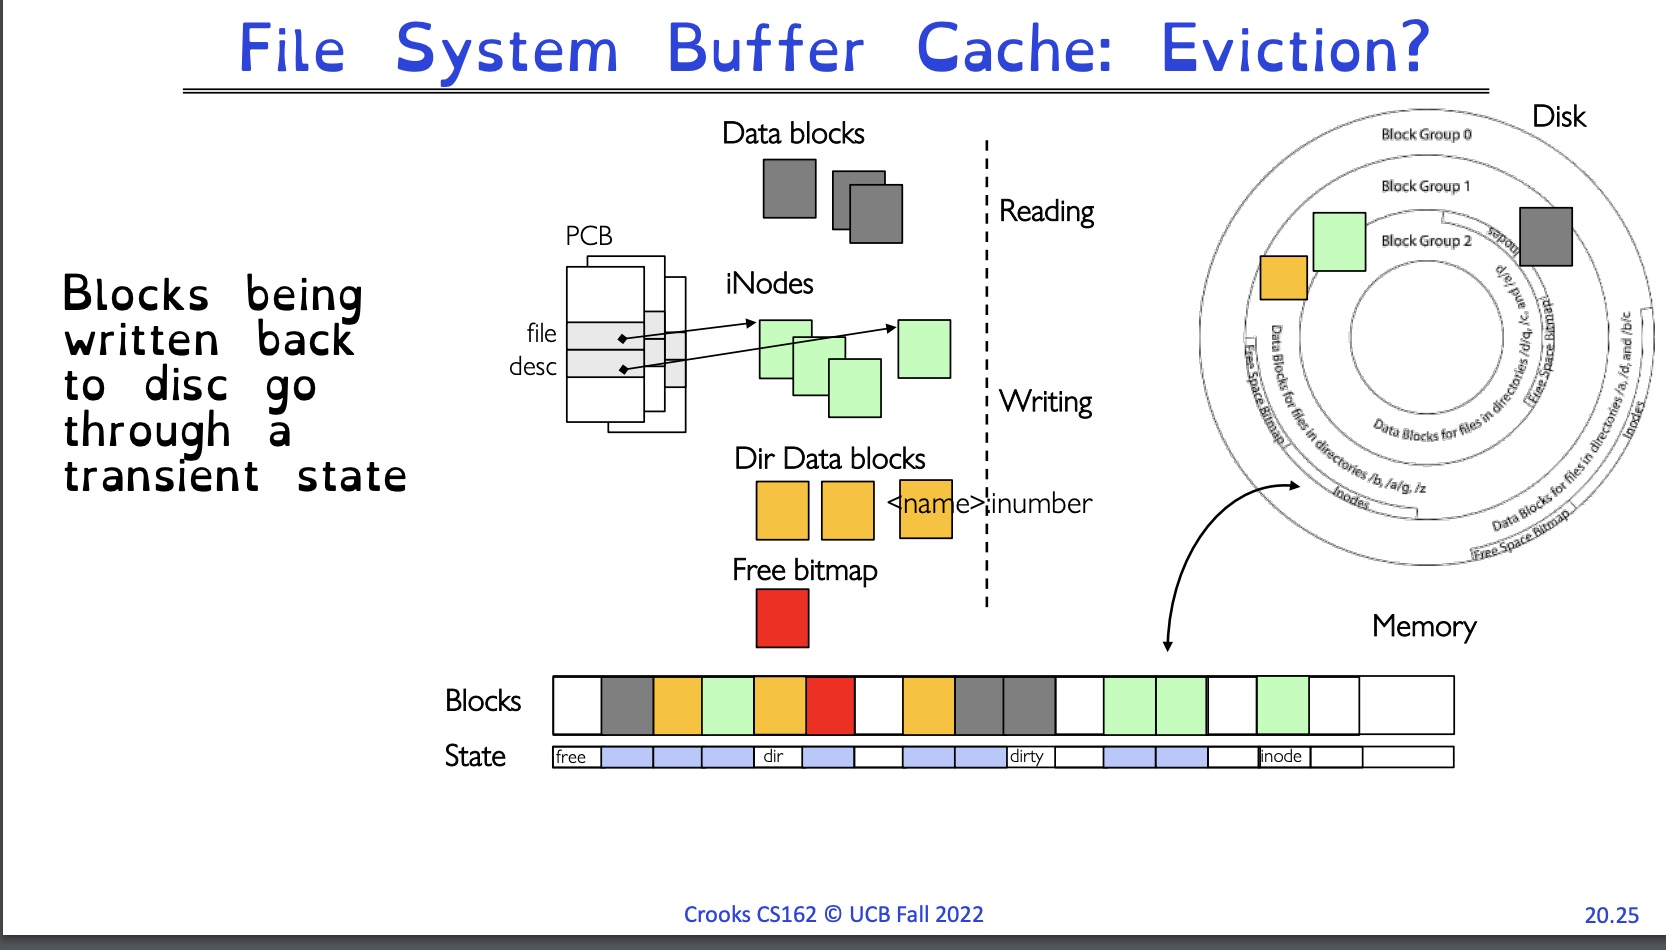 File System Buffer Cache: Eviction?
Blocks being
written back
to disc go
through a
transient state
Data blocks
PCB
iNodes
file
desc
Dir Data blocks
<name>:inumber
Free bitmap
Reading
Writing
Disk
Block Group 0
Block Group 1
Block Group 2
Inodes
Data Blocks for files in directories /d/q, /c, and /a/p
Free Space Bitmap
Data Blocks for files in directories /b, /a/g, /z
Free Space Bitmap
Inodes
Data Blocks for files in directories /a, /d, and /b/c
Free Space Bitmap
Inodes
Memory
Blocks
State
free
dir
dirty
inode
Crooks CS162 © UCB Fall 2022
20.25